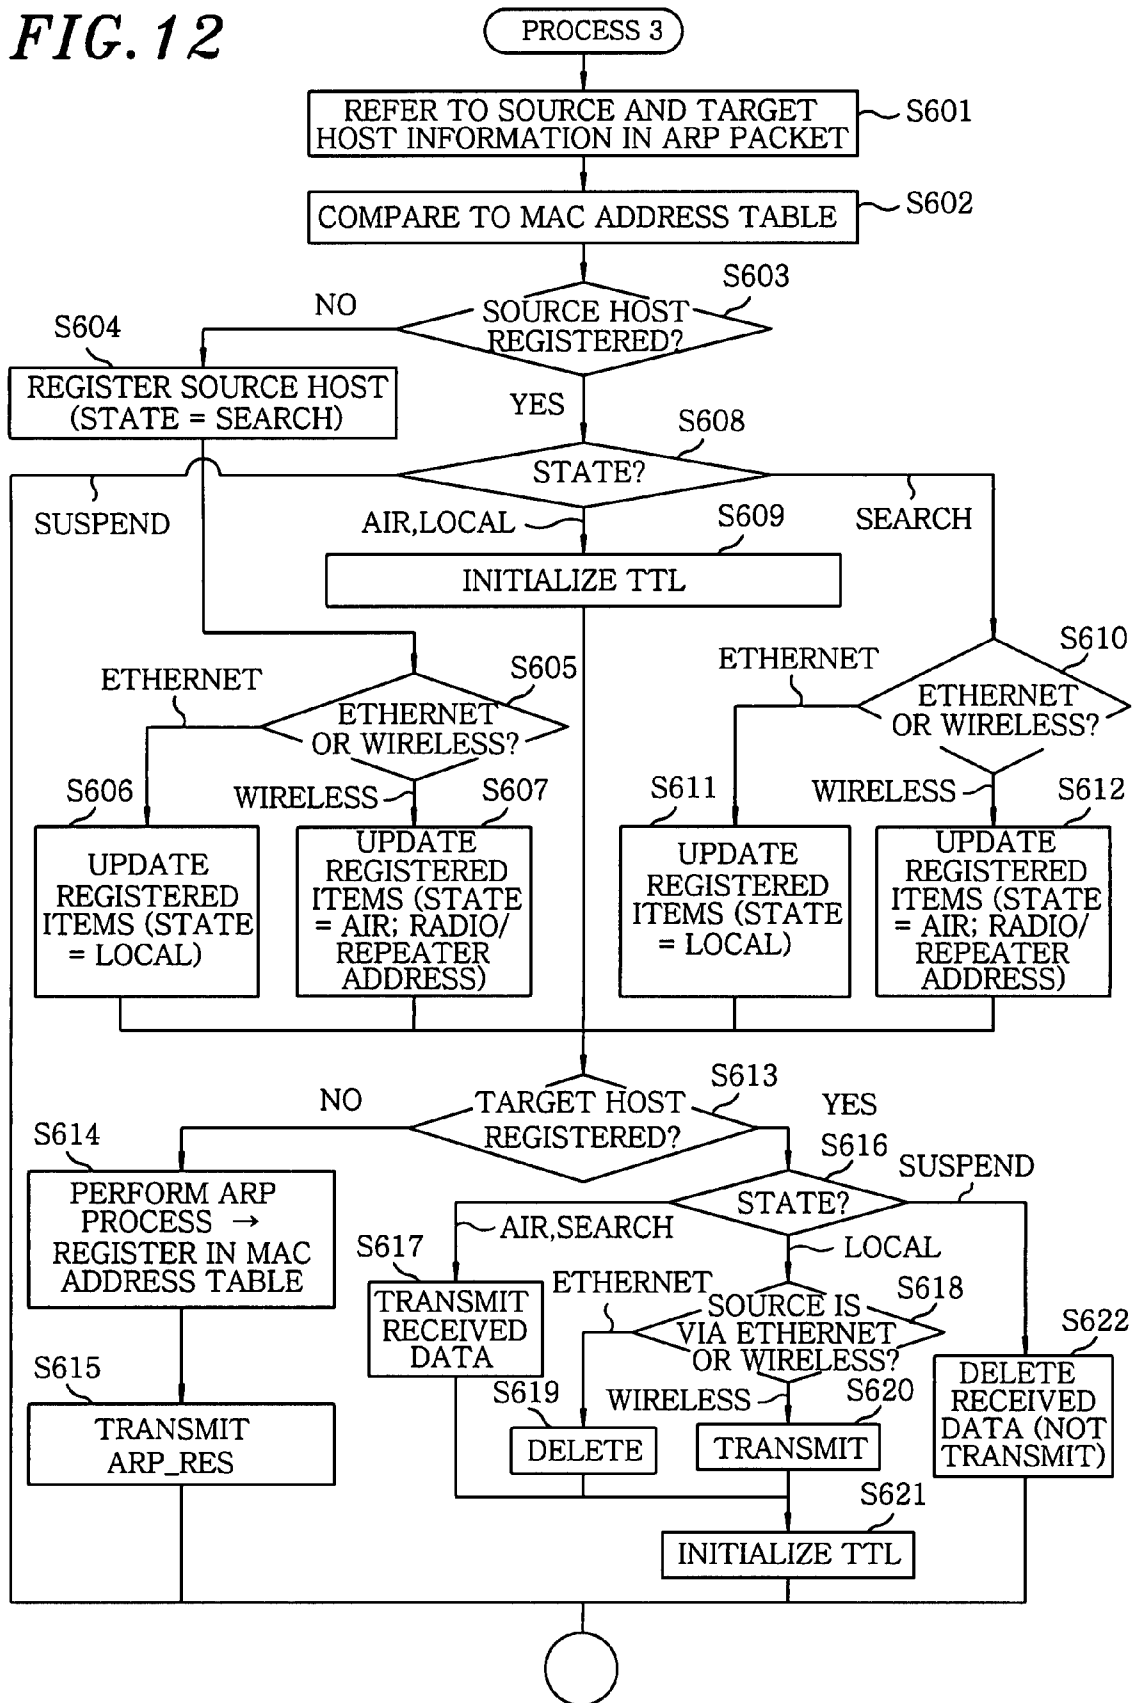 FIG.12
PROCESS 3
REFER TO SOURCE AND TARGET
HOST INFORMATION IN ARP PACKET
S601
COMPARE TO MAC ADDRESS TABLE
S602
S603
NO
SOURCE HOST
REGISTERED?
S604
REGISTER SOURCE HOST
(STATE = SEARCH)
YES
S608
STATE?
SUSPEND
AIR,LOCAL
S609
SEARCH
INITIALIZE TTL
S605
ETHERNET
ETHERNET
OR WIRELESS?
S610
ETHERNET
ETHERNET
OR WIRELESS?
S606
WIRELESS
S607
S611
WIRELESS
S612
UPDATE
REGISTERED
ITEMS (STATE
= LOCAL)
UPDATE
REGISTERED
ITEMS (STATE
= AIR; RADIO/
REPEATER
ADDRESS)
UPDATE
REGISTERED
ITEMS (STATE
= LOCAL)
UPDATE
REGISTERED
ITEMS (STATE
= AIR; RADIO/
REPEATER
ADDRESS)
S613
NO
TARGET HOST
REGISTERED?
YES
S614
PERFORM ARP
PROCESS →
REGISTER IN MAC
ADDRESS TABLE
S616
STATE?
SUSPEND
AIR,SEARCH
LOCAL
S617
TRANSMIT
RECEIVED
DATA
ETHERNET
S618
SOURCE IS
VIA ETHERNET
OR WIRELESS?
S622
DELETE
RECEIVED
DATA (NOT
TRANSMIT)
S615
TRANSMIT
ARP_RES
S619
DELETE
WIRELESS
S620
TRANSMIT
S621
INITIALIZE TTL